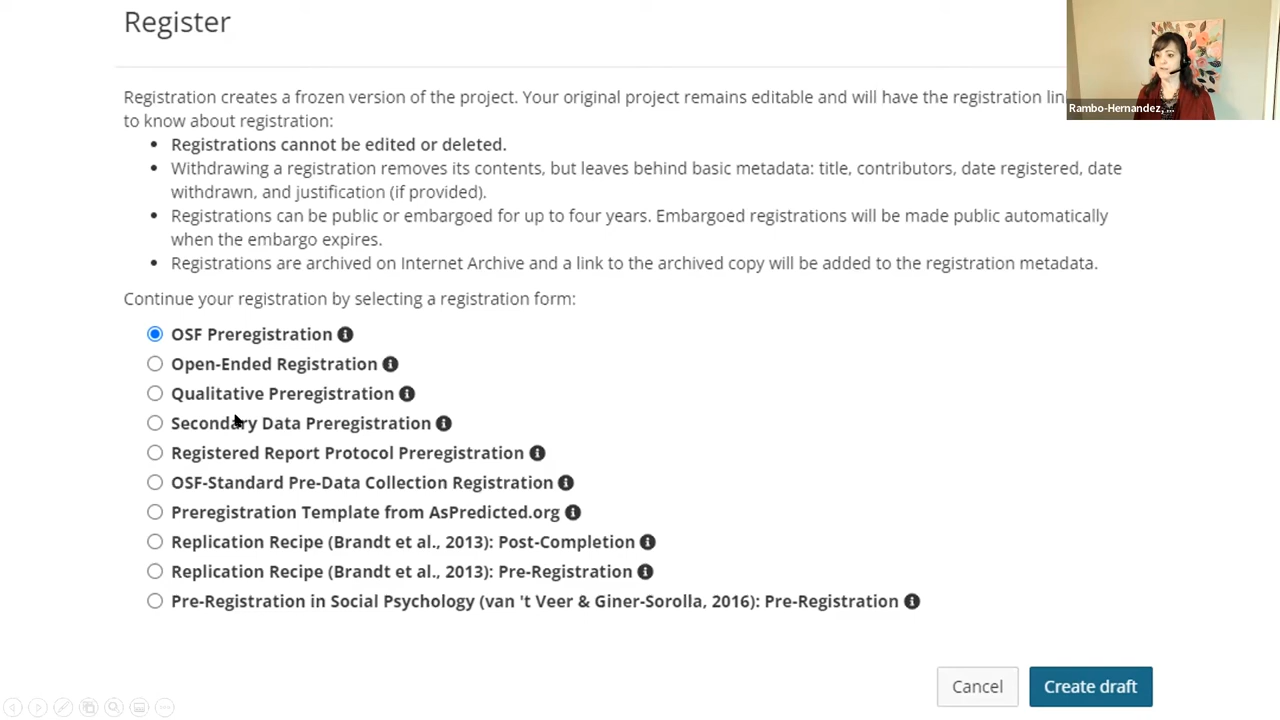 Register
Registration creates a frozen version of the project. Your original project remains editable and will have the registration
to know about registration:
• Registrations cannot be edited or deleted.
• Withdrawing a registration removes its contents, but leaves behind basic metadata: title, contributors, date registered, date
withdrawn, and justification (if provided).
• Registrations can be public or embargoed for up to four years. Embargoed registrations will be made public automatically
when the embargo expires.
• Registrations are archived on Internet Archive and a link to the archived copy will be added to the registration metadata.
Continue your registration by selecting a registration form:
OSF Preregistration
Open-Ended Registration
Qualitative Preregistration
Secondary Data Preregistration
Registered Report Protocol Preregistration
OSF-Standard Pre-Data Collection Registration
Preregistration Template from AsPredicted.org
Replication Recipe (Brandt et al., 2013): Post-Completion
Replication Recipe (Brandt et al., 2013): Pre-Registration
Pre-Registration in Social Psychology (van 't Veer & Giner-Sorolla, 2016): Pre-Registration
Cancel
Create draft
Rambo-Hernandez, ...